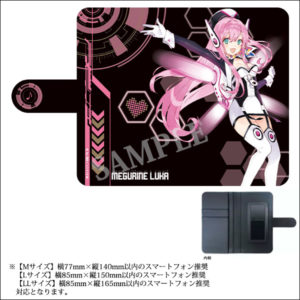 SAMPLE
MEGURINE LUKA
内側
※【Mサイズ】横77mm×縦140mm以内のスマートフォン推奨
【Lサイズ】横85mm×縦150mm以内のスマートフォン推奨
【LLサイズ】横85mm×縦165mm以内のスマートフォン推奨
対応となります。